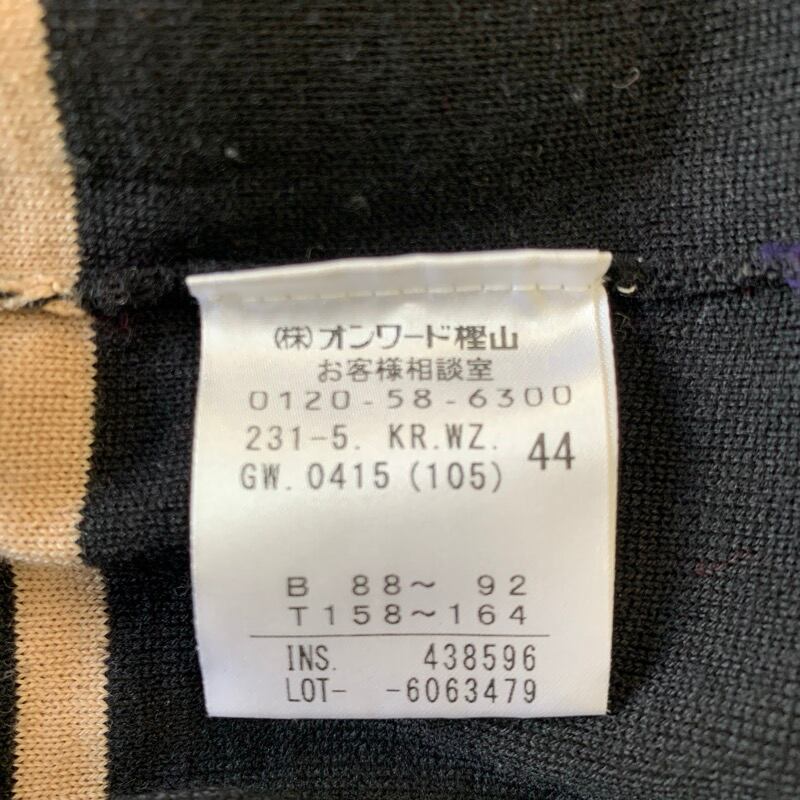 (株)オンワード樫山
お客様相談室
0120-58-6300
231-5. KR.WZ. 44
GW. 0415 (105)
B 88~ 92
T158~164
INS. 438596
LOT- -6063479